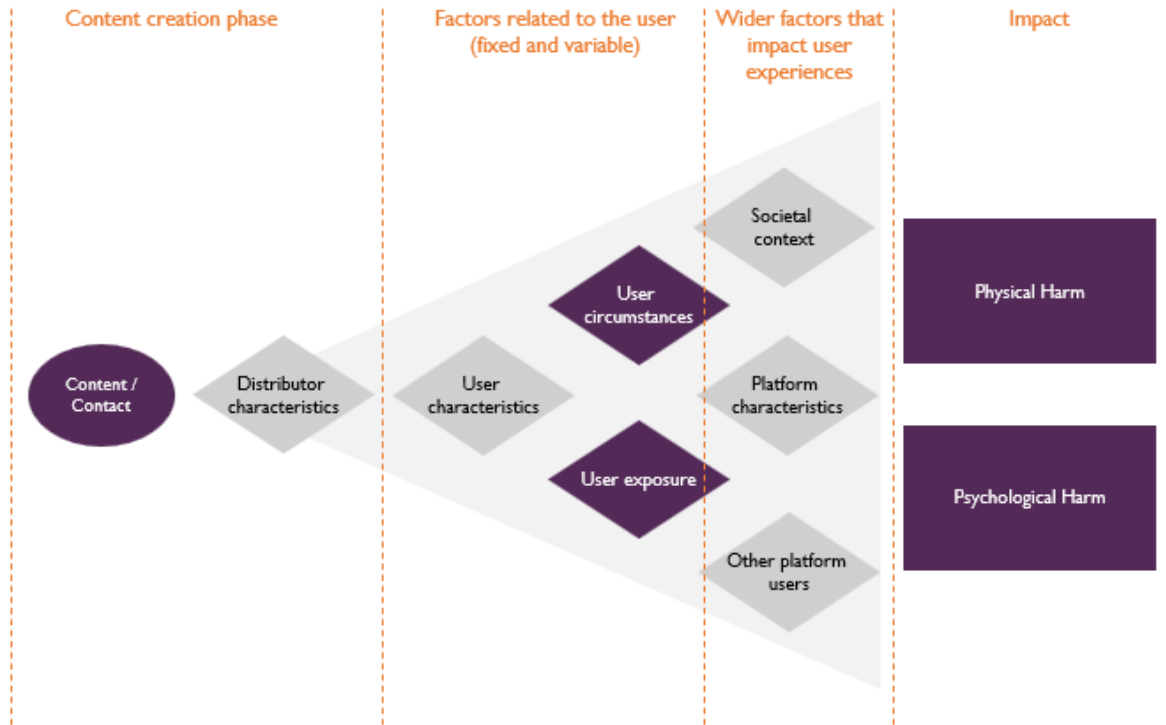 Content creation phase
Factors related to the user
(fixed and variable)
Wider factors that
impact user
experiences
Impact
Societal
context
User
circumstances
Physical Harm
Content /
Contact
Distributor
characteristics
User
characteristics
Platform
characteristics
User exposure
Psychological Harm
Other platform
users